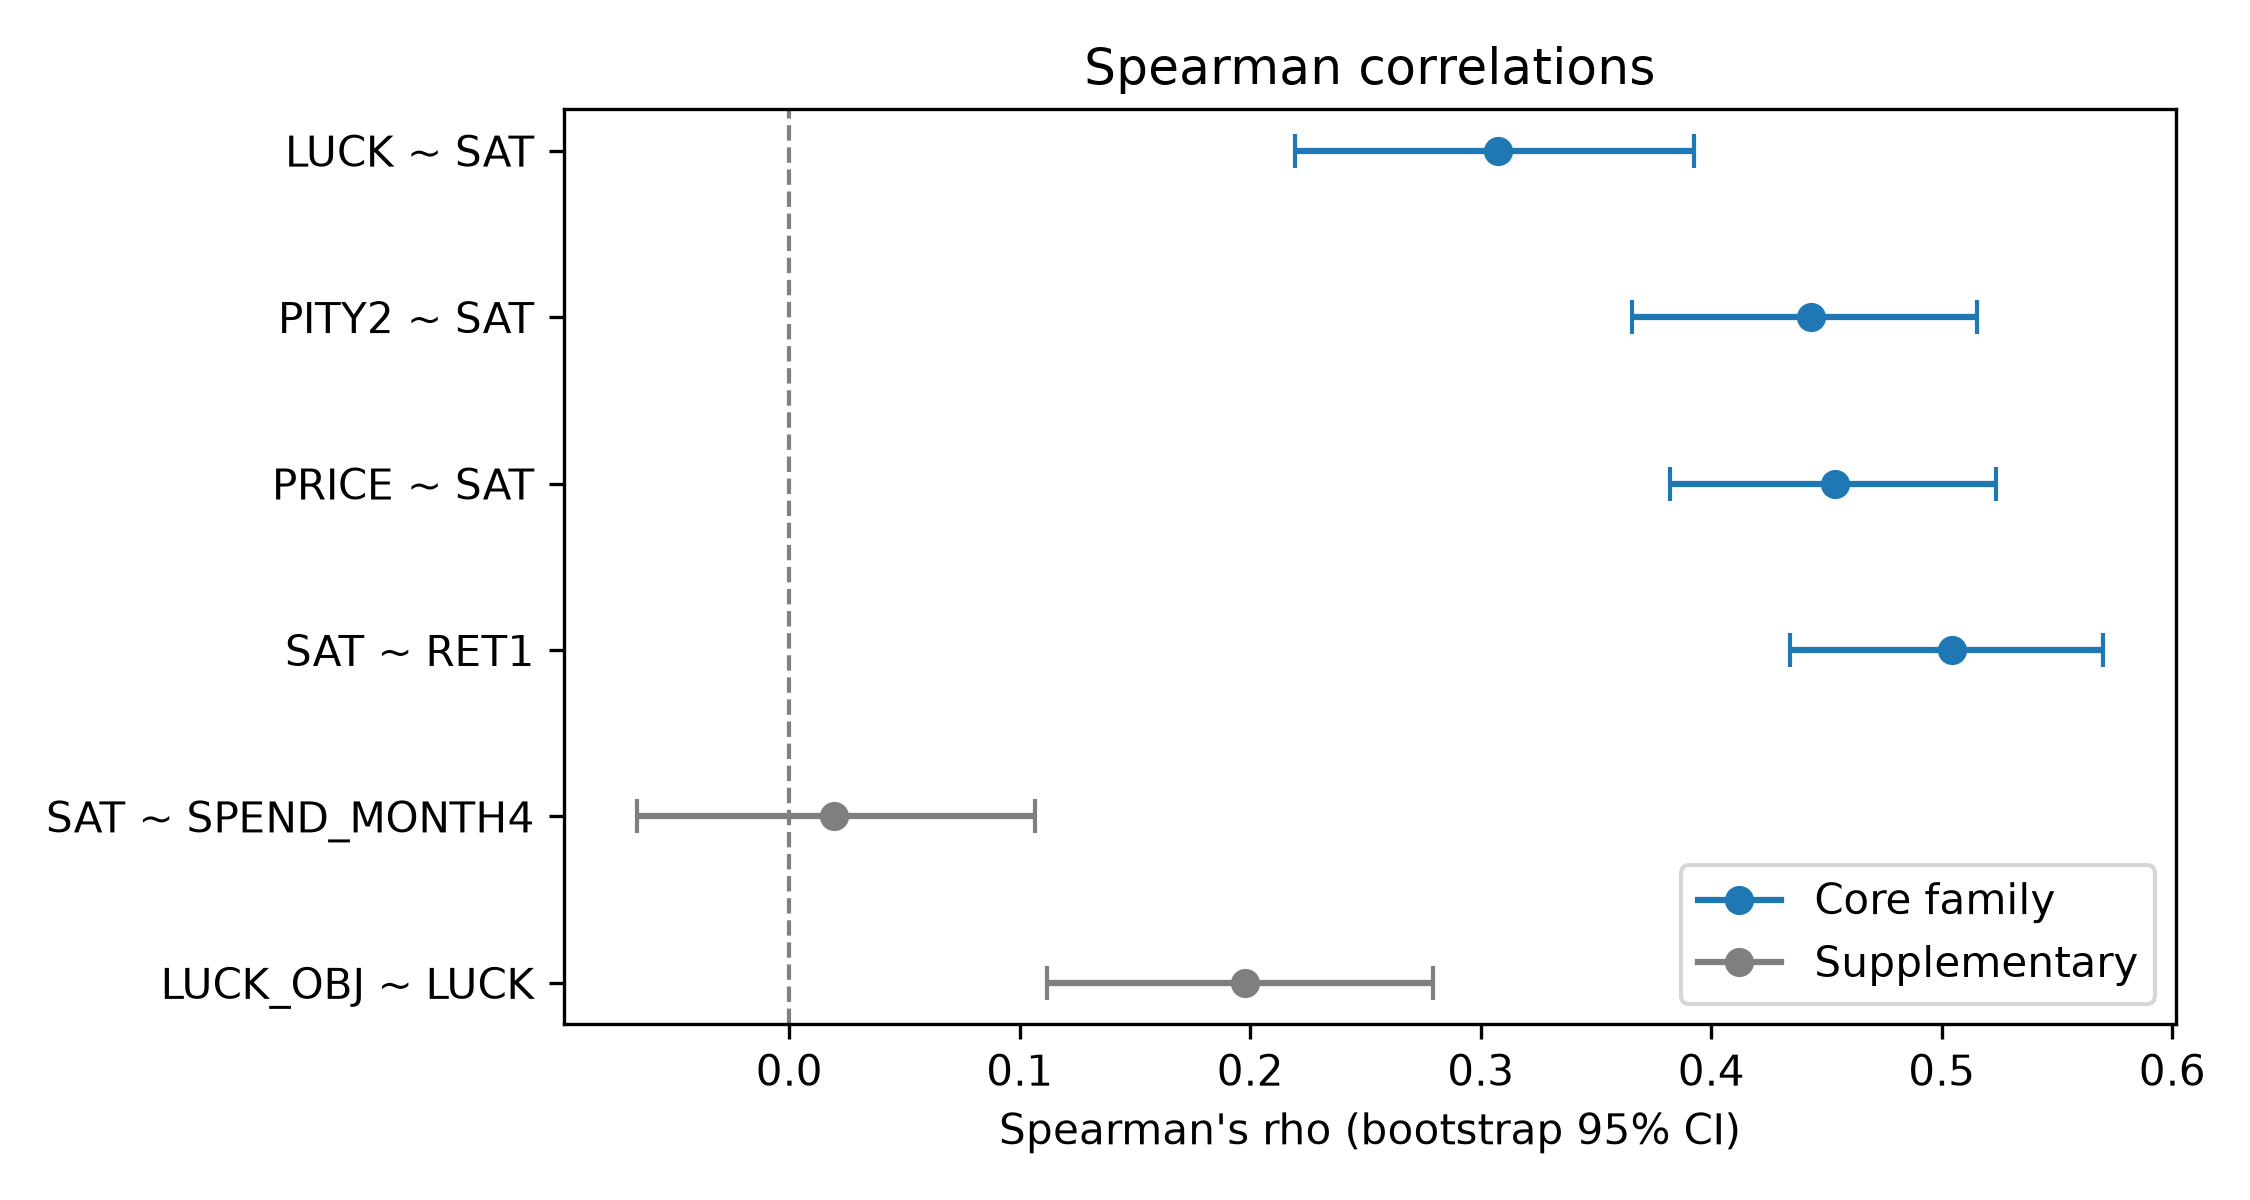 Spearman correlations
LUCK ~ SAT
PITY2 ~ SAT
PRICE ~ SAT
SAT ~ RET1
SAT ~ SPEND_MONTH4
LUCK_OBJ ~ LUCK
Core family
Supplementary
0.0 0.1 0.2 0.3 0.4 0.5 0.6
Spearman's rho (bootstrap 95% CI)